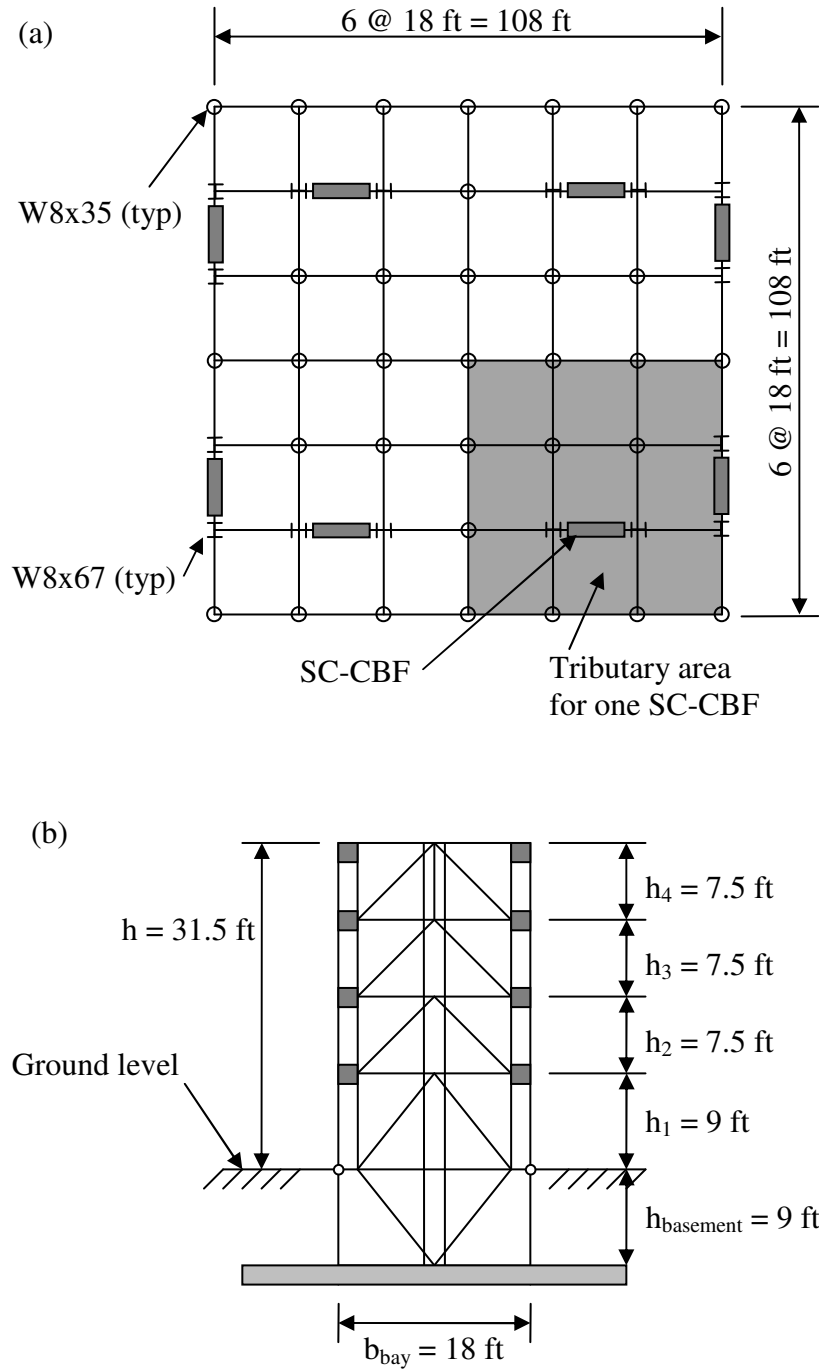 (a)
6 @ 18 ft = 108 ft
W8x35 (typ)
6 @ 18 ft = 108 ft
W8x67 (typ)
SC-CBF
Tributary area
for one SC-CBF
(b)
h = 31.5 ft
h4 = 7.5 ft
h3 = 7.5 ft
h2 = 7.5 ft
Ground level
h1 = 9 ft
hbasement = 9 ft
bbay = 18 ft